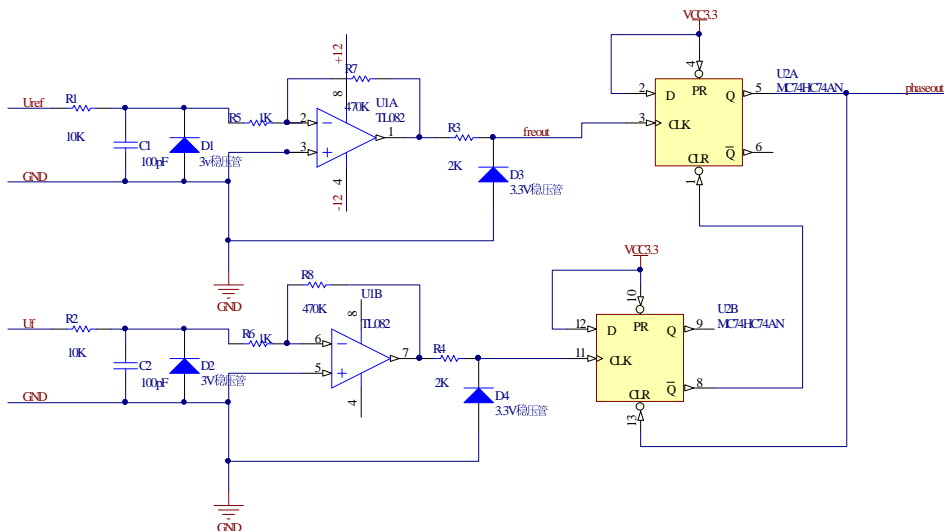 VCC3.3
+12
R7
4
U2A
MC74HC74AN
Uref
R1
R5
1K
8
470K
U1A
TL082
2
D
PR
Q
5
phaseout
10K
C1
100pF
D1
3v稳压管
2
3
1
R3
2K
freout
3
CLK
CLR
Q
6
GND
4
-12
D3
3.3V稳压管
1
GND
VCC3.3
R8
470K
U1B
8
TL082
10
U2B
MC74HC74AN
Uf
R2
R6
1K
12
D
PR
Q
9
10K
C2
100pF
D2
3V稳压管
6
5
7
R4
2K
11
CLK
CLR
Q
8
GND
4
D4
3.3V稳压管
13
GND